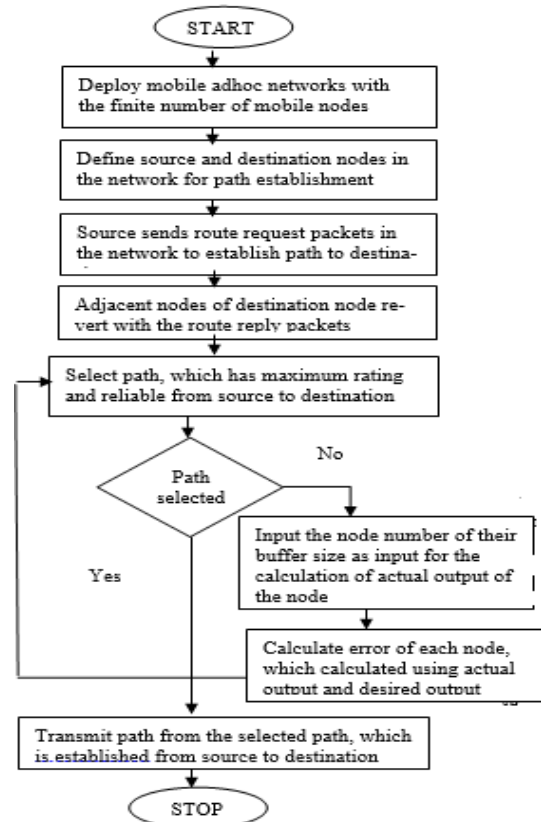 START
Deploy mobile adhoc networks with
the finite number of mobile nodes
Define source and destination nodes in
the network for path establishment
Source sends route request packets in
the network to establish path to destina-
Adjacent nodes of destination node re-
vert with the route reply packets
Select path, which has maximum rating
and reliable from source to destination
Path
selected
No
Yes
Input the node number of their
buffer size as input for the
calculation of actual output of
the node
Calculate error of each node,
which calculated using actual
output and desired output
Transmit path from the selected path, which
is established from source to destination
STOP